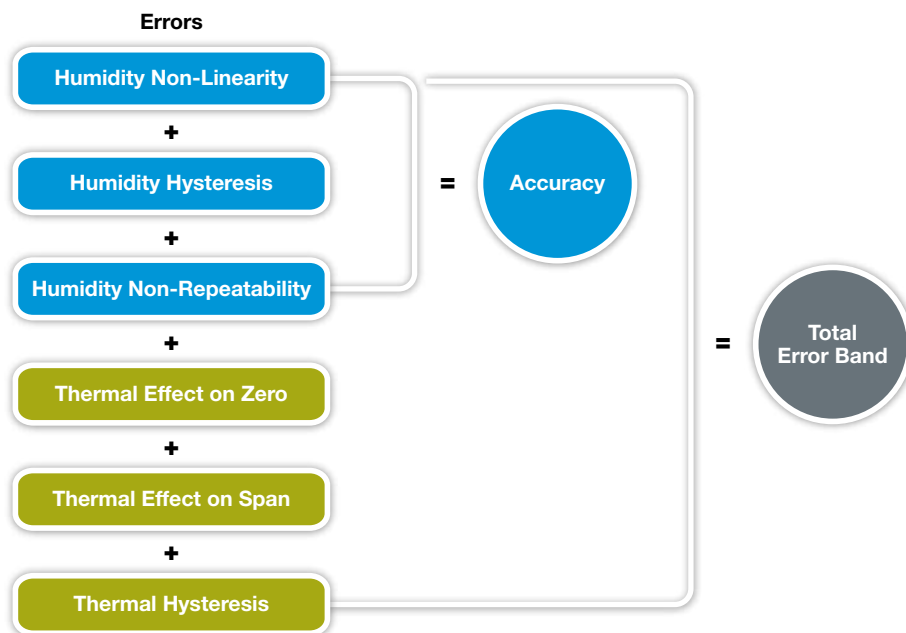 Errors
Humidity Non-Linearity
+
Humidity Hysteresis
+
Humidity Non-Repeatability
+
Thermal Effect on Zero
+
Thermal Effect on Span
+
Thermal Hysteresis
=
Accuracy
=
Total
Error Band